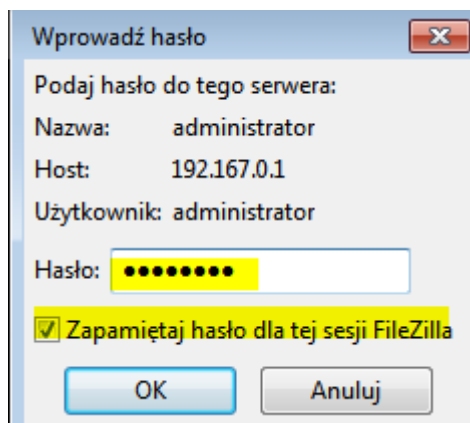 Wprowadź hasło
Podaj hasło do tego serwera:
Nazwa: administrator
Host: 192.167.0.1
Użytkownik: administrator
Hasło: ●●●●●●●●
Zapamiętaj hasło dla tej sesji FileZilla
OK Anuluj